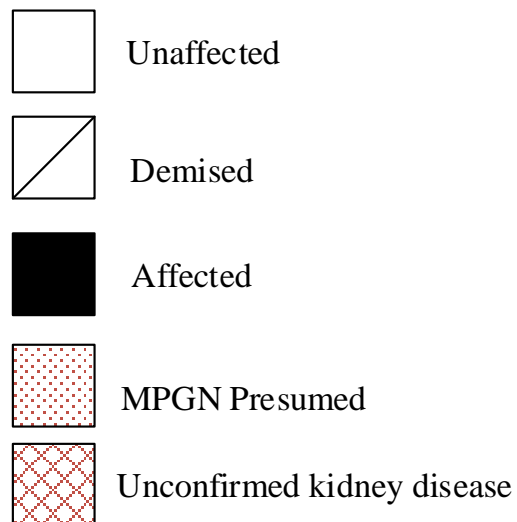 Unaffected
Demised
Affected
MPGN Presumed
Unconfirmed kidney disease